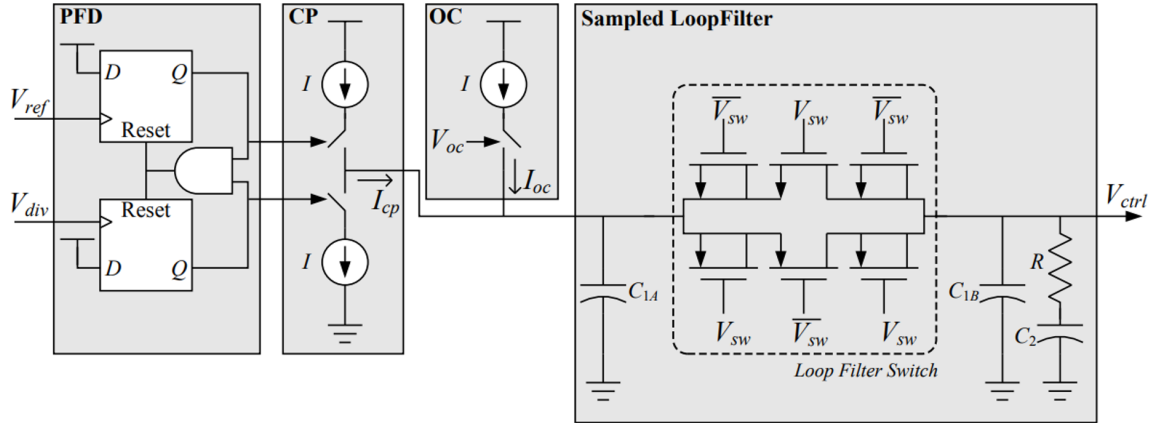 PFD
CP
OC
Sampled LoopFilter
D
Q
V_ref
Reset
V_div
Reset
D
Q
I
I_cp
I
I
V_oc
I_oc
V̅_sw
V_sw
V̅_sw
V_sw
V̅_sw
V_sw
Loop Filter Switch
C_1A
C_1B
R
C_2
V_ctrl